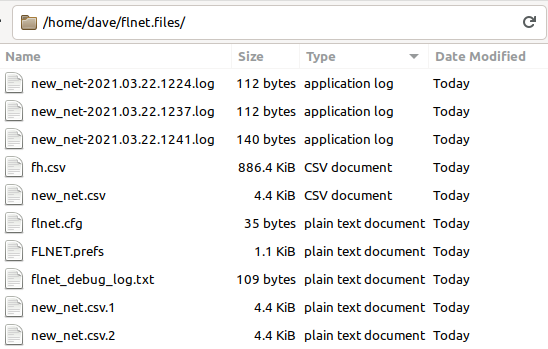 /home/dave/flnet.files/
Name Size Type Date Modified
new_net-2021.03.22.1224.log 112 bytes application log Today
new_net-2021.03.22.1237.log 112 bytes application log Today
new_net-2021.03.22.1241.log 140 bytes application log Today
fh.csv 886.4 KiB CSV document Today
new_net.csv 4.4 KiB CSV document Today
flnet.cfg 35 bytes plain text document Today
FLNET.prefs 1.1 KiB plain text document Today
flnet_debug_log.txt 109 bytes plain text document Today
new_net.csv.1 4.4 KiB plain text document Today
new_net.csv.2 4.4 KiB plain text document Today